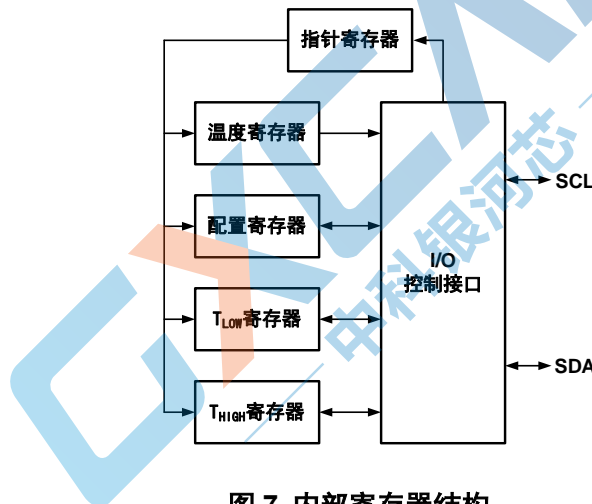 指针寄存器
温度寄存器
配置寄存器
TLOW寄存器
THIGH寄存器
I/O
控制接口
SCL
SDA
中科银河芯
图 7 内部寄存器结构